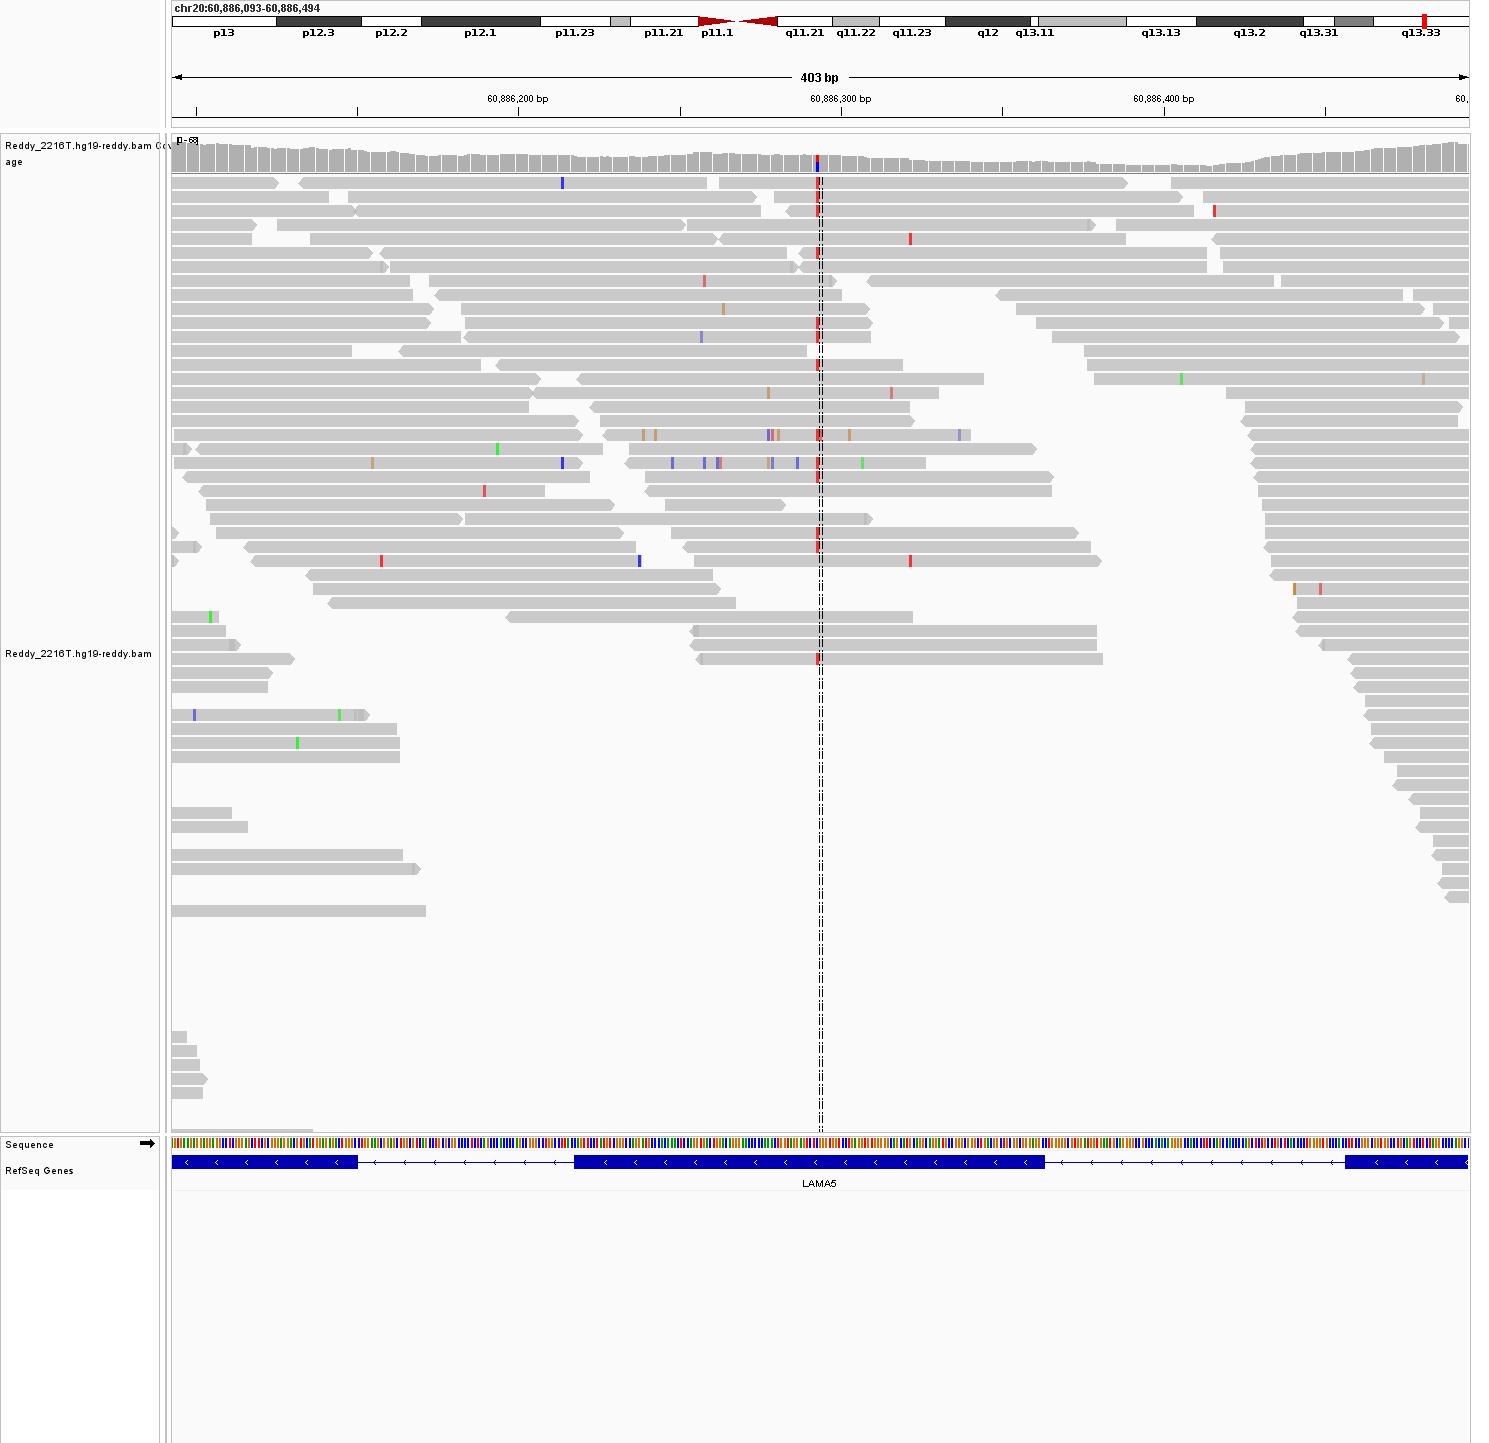 chr20:60,886,093-60,886,494
p13 p12.3 p12.2 p12.1 p11.23 p11.21 p11.1 q11.21 q11.22 q11.23 q12 q13.11 q13.13 q13.2 q13.31 q13.33
403 bp
60,886,200 bp 60,886,300 bp 60,886,400 bp 60,
Reddy_2216T.hg19-reddy.bam Cov
age
Reddy_2216T.hg19-reddy.bam
Sequence
RefSeq Genes
LAMA5